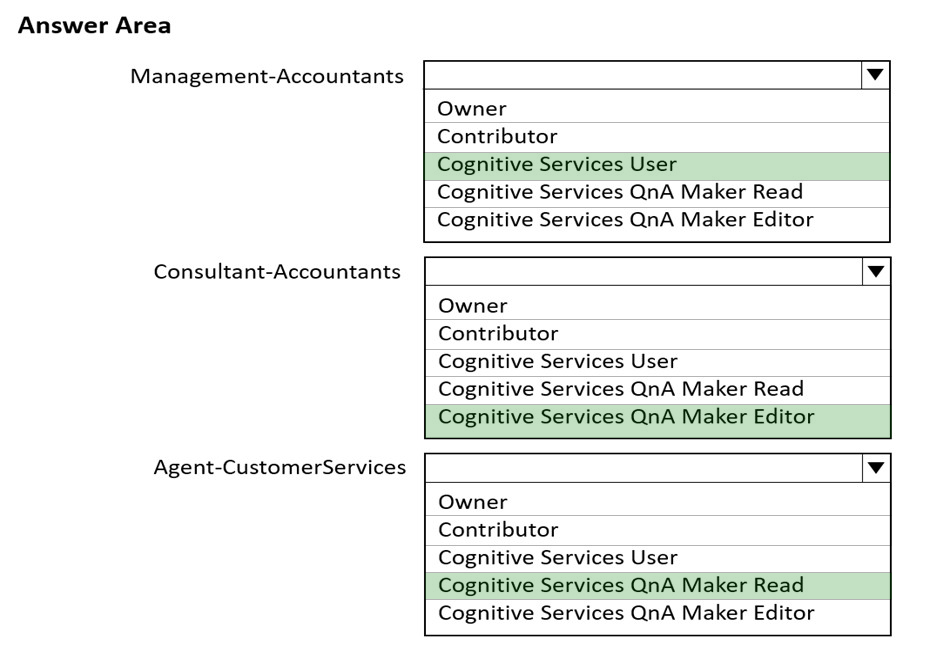 Answer Area
Management-Accountants
Owner
Contributor
Cognitive Services User
Cognitive Services QnA Maker Read
Cognitive Services QnA Maker Editor
Consultant-Accountants
Owner
Contributor
Cognitive Services User
Cognitive Services QnA Maker Read
Cognitive Services QnA Maker Editor
Agent-CustomerServices
Owner
Contributor
Cognitive Services User
Cognitive Services QnA Maker Read
Cognitive Services QnA Maker Editor